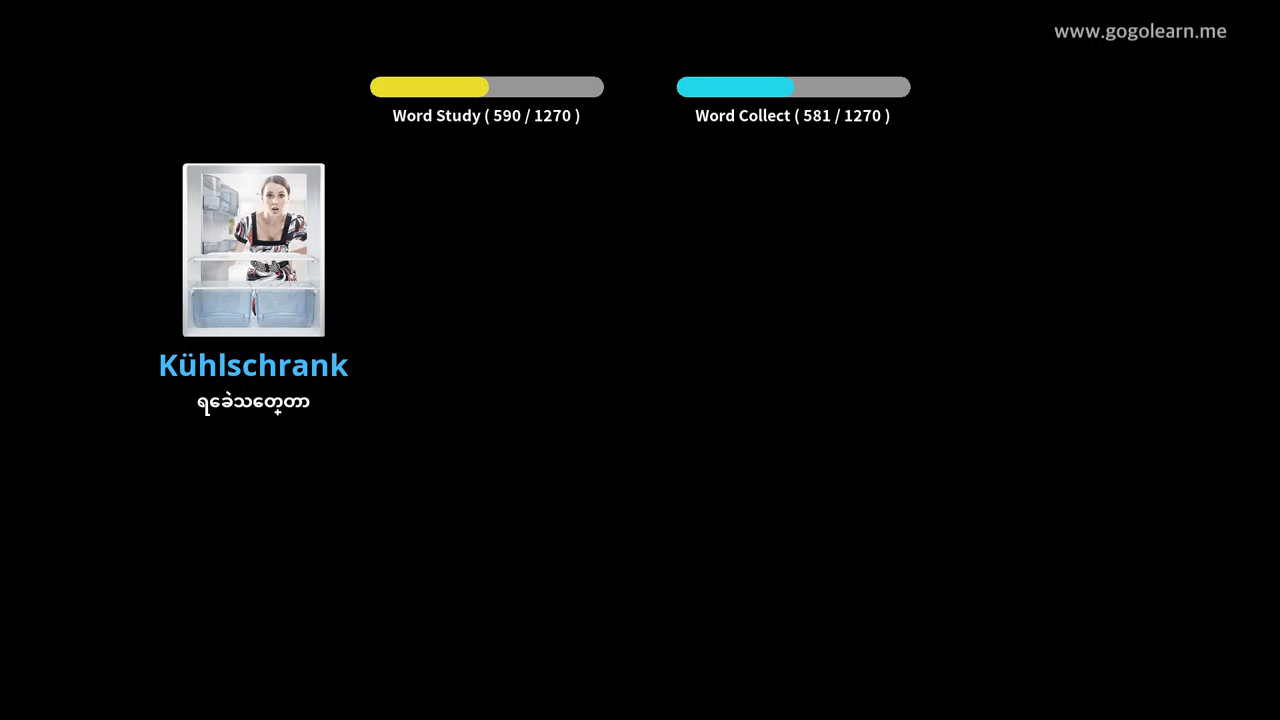 www.gogolearn.me
Word Study ( 590 / 1270 )
Word Collect ( 581 / 1270 )
Kühlschrank
ရခေဲသတ္ေတာ